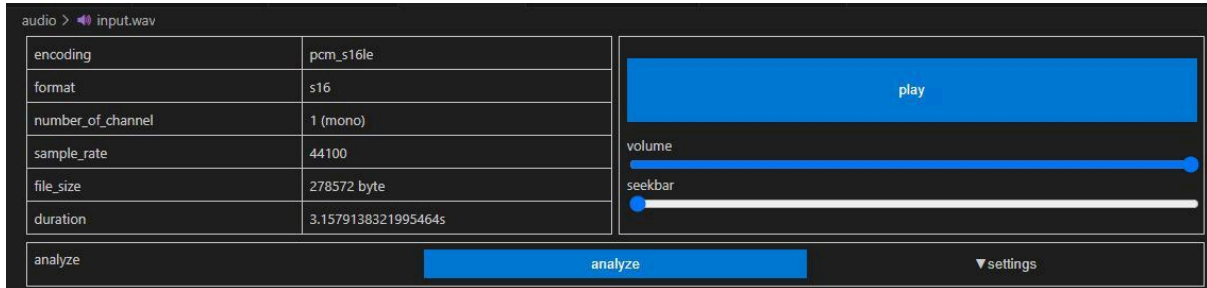 audio > input.wav
encoding pcm_s16le
format s16
number_of_channel 1 (mono)
sample_rate 44100
file_size 278572 byte
duration 3.1579138321995464s
play
volume
seekbar
analyze analyze ▼settings